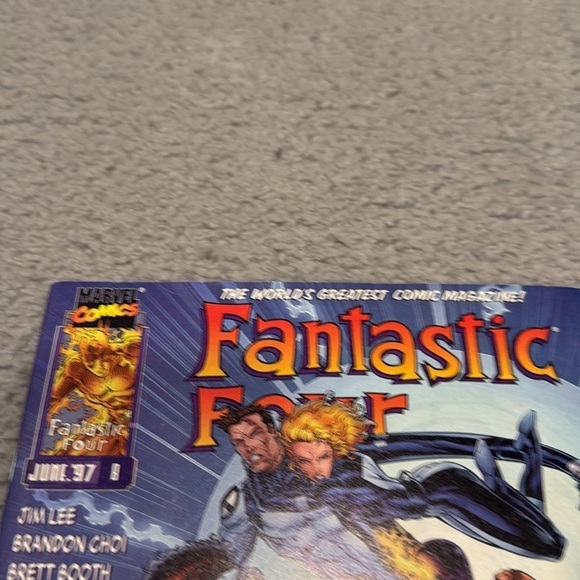 THE WORLD'S GREATEST COMIC MAGAZINE!
MARVEL
COMICS
Fantastic
Four
Fantastic
Four
JUNE '97
JIM LEE
BRANDON CHOI
BRETT BOOTH